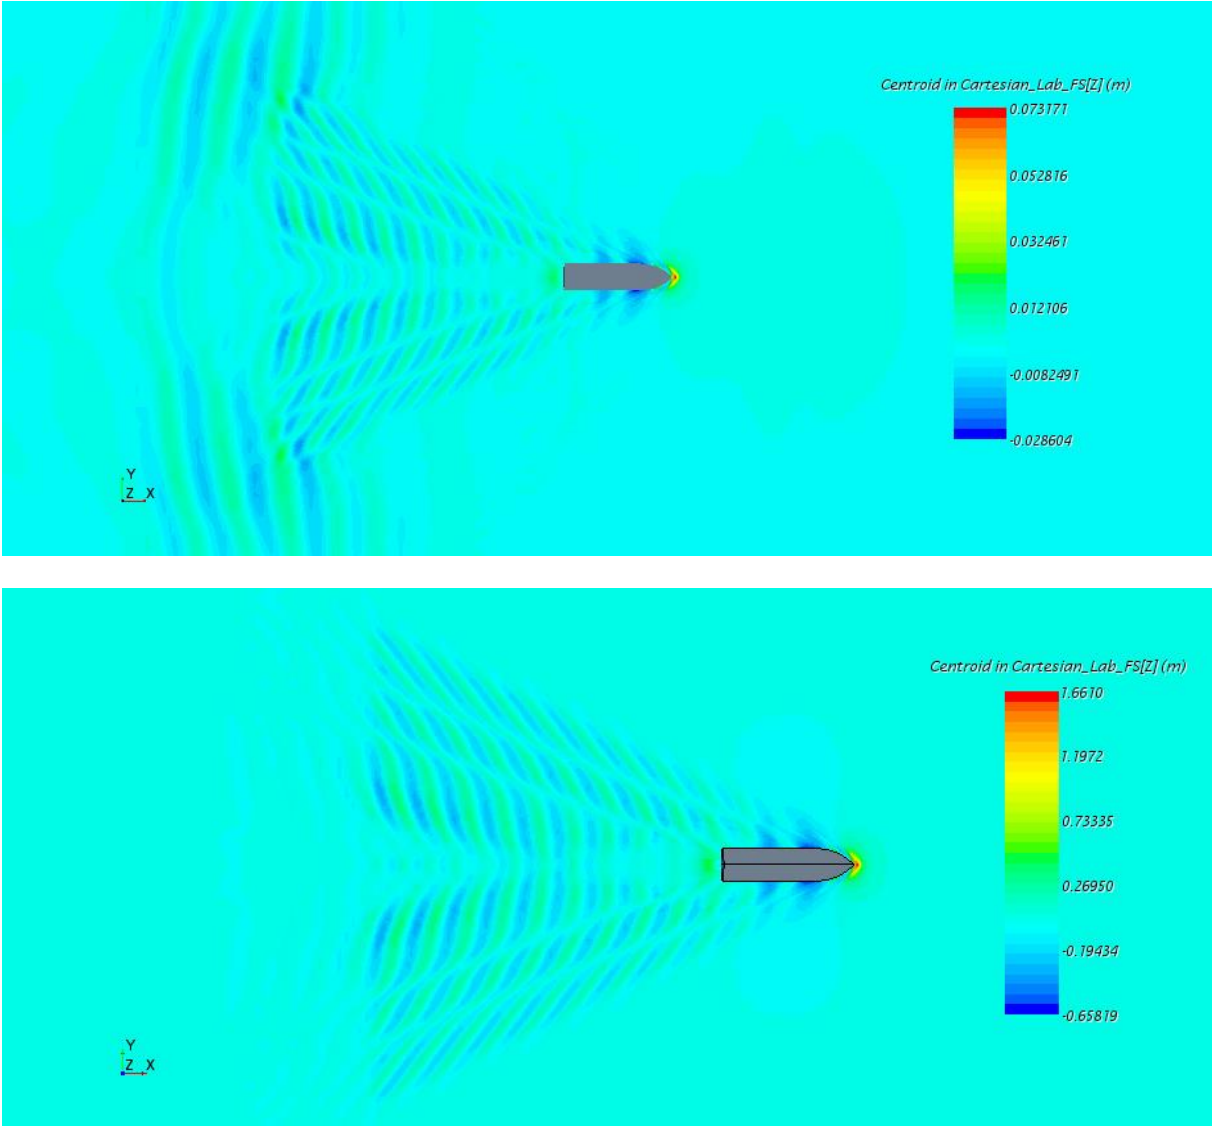 Centroid in Cartesian_Lab_FS[Z] (m)
0.073171
0.052816
0.032461
0.012106
-0.0082491
-0.028604
Y
Z X
Centroid in Cartesian_Lab_FS[Z] (m)
1.6610
1.1972
0.73335
0.26950
-0.19434
-0.65819
Y
Z X